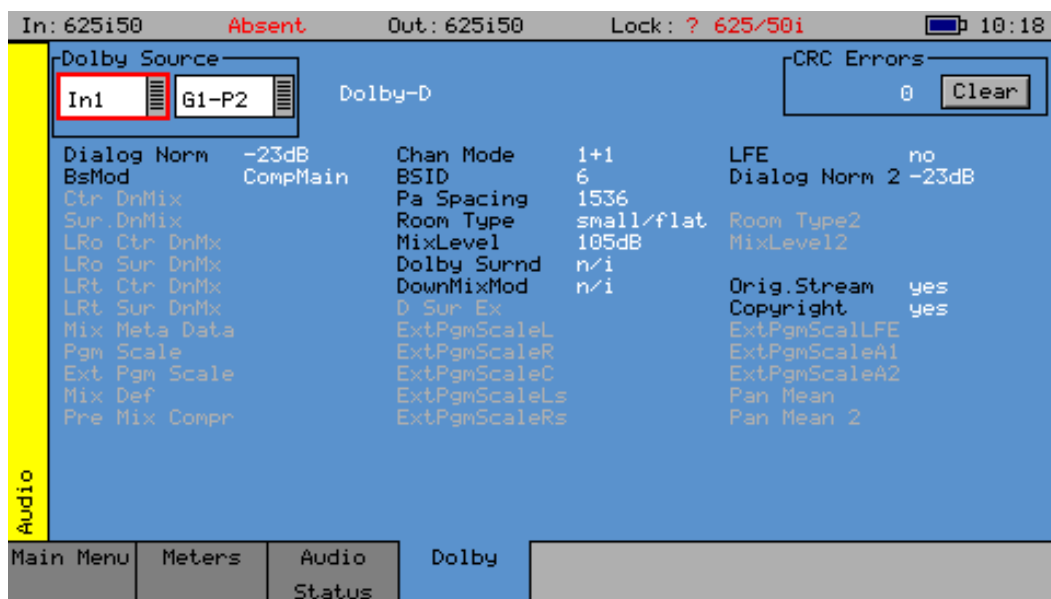 In: 625i50 Absent Out: 625i50 Lock: ? 625/50i 10:18
Dolby Source CRC Errors
In1 G1-P2 Dolby-D 0 Clear
Dialog Norm -23dB Chan Mode 1+1 LFE no
BsMod CompMain BSID 6 Dialog Norm 2 -23dB
Ctr DnMix Pa Spacing 1536
Sur.DnMix Room Type small/flat Room Type2
LRo Ctr DnMx MixLevel 105dB MixLevel2
LRo Sur DnMx Dolby Surnd n/i
LRt Ctr DnMx DownMixMod n/i Orig.Stream yes
LRt Sur DnMx D Sur Ex Copyright yes
Mix Meta Data ExtPgmScaleL ExtPgmScalLFE
Pgm Scale ExtPgmScaleR ExtPgmScaleA1
Ext Pgm Scale ExtPgmScaleC ExtPgmScaleA2
Mix Def ExtPgmScaleLs Pan Mean
Pre Mix Compr ExtPgmScaleRs Pan Mean 2
Audio
Main Menu Meters Audio Dolby
Status